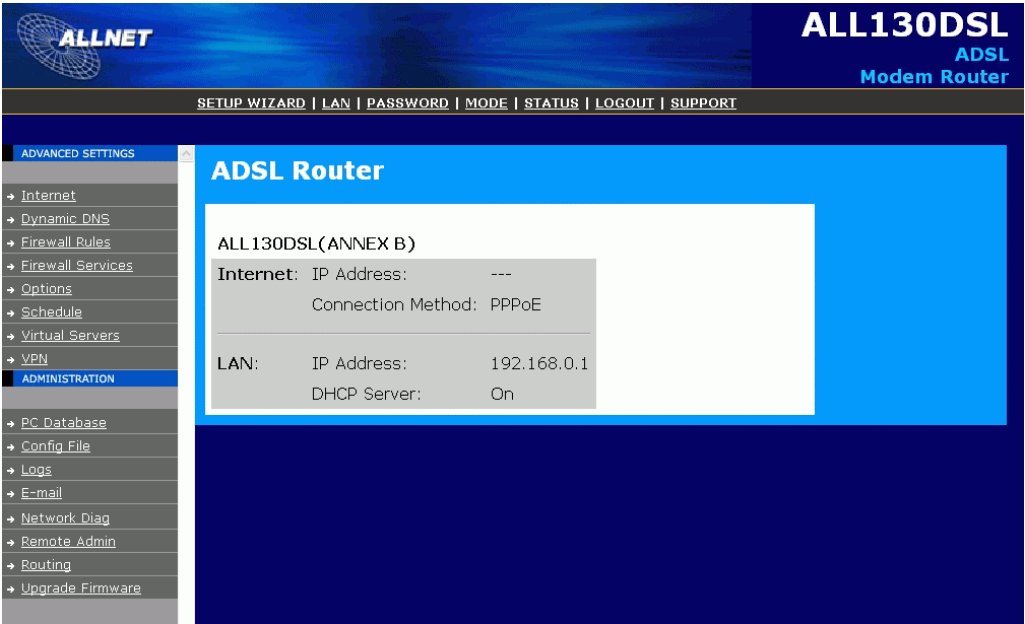 ALLNET
ALL130DSL
ADSL
Modem Router
SETUP WIZARD | LAN | PASSWORD | MODE | STATUS | LOGOUT | SUPPORT
ADVANCED SETTINGS
Internet
Dynamic DNS
Firewall Rules
Firewall Services
Options
Schedule
Virtual Servers
VPN
ADMINISTRATION
PC Database
Config File
Logs
E-mail
Network Diag
Remote Admin
Routing
Upgrade Firmware
ADSL Router
ALL130DSL(ANNEX B)
Internet: IP Address: ---
Connection Method: PPPoE
LAN: IP Address: 192.168.0.1
DHCP Server: On